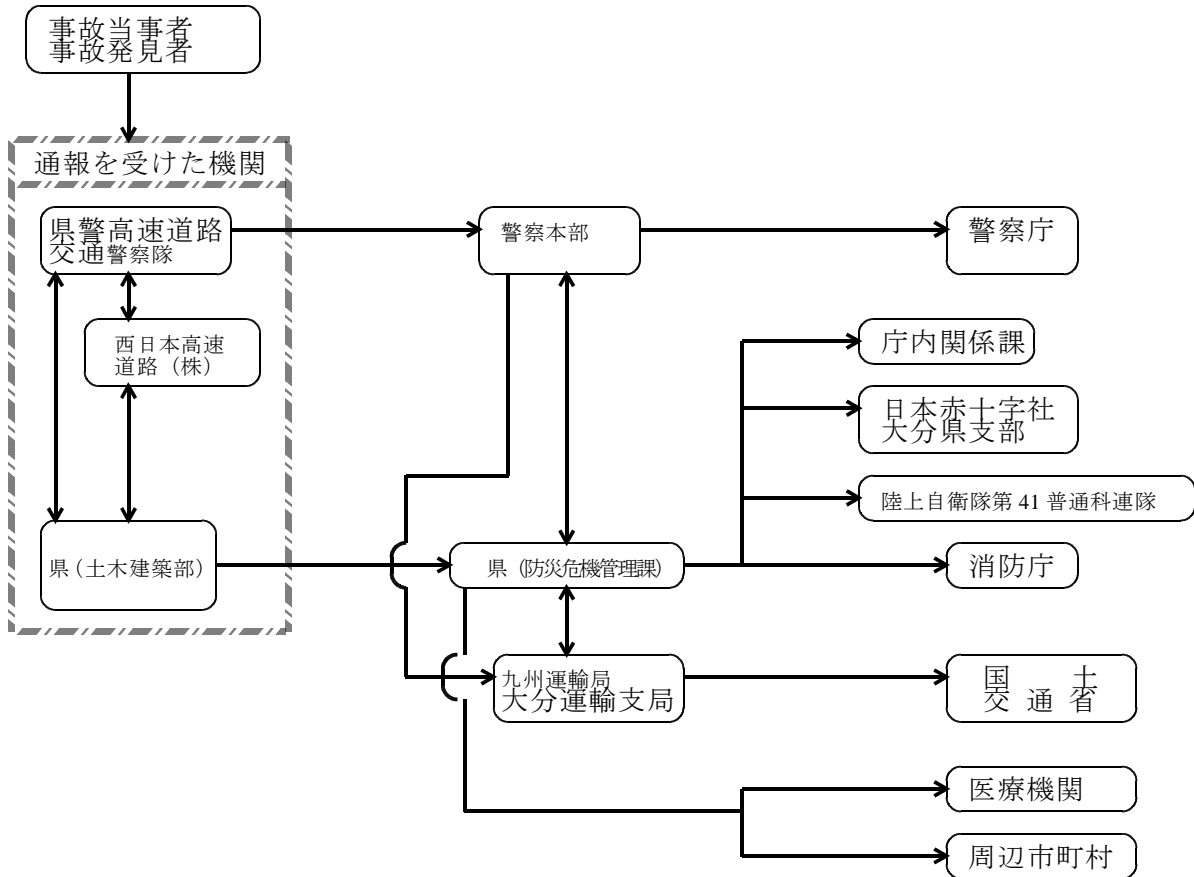 事故当事者
事故発見者
通報を受けた機関
県警高速道路
交通警察隊
警察本部
警察庁
西日本高速
道路（株）
庁内関係課
日本赤十字社
大分県支部
陸上自衛隊第 41 普通科連隊
県（土木建築部）
県（防災危機管理課）
消防庁
九州運輸局
大分運輸支局
国土
交通省
医療機関
周辺市町村